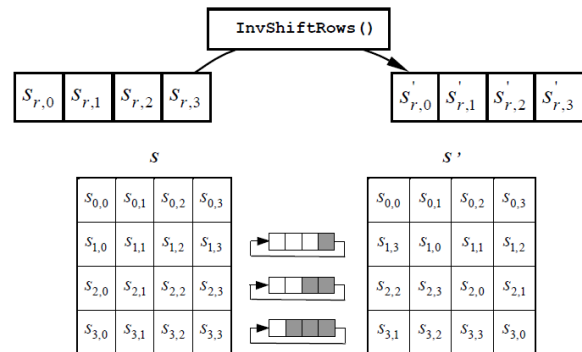 InvShiftRows()
S_{r,0} S_{r,1} S_{r,2} S_{r,3} S'_{r,0} S'_{r,1} S'_{r,2} S'_{r,3}
S S'
S_{0,0} S_{0,1} S_{0,2} S_{0,3} S_{0,0} S_{0,1} S_{0,2} S_{0,3}
S_{1,0} S_{1,1} S_{1,2} S_{1,3} S_{1,3} S_{1,0} S_{1,1} S_{1,2}
S_{2,0} S_{2,1} S_{2,2} S_{2,3} S_{2,2} S_{2,3} S_{2,0} S_{2,1}
S_{3,0} S_{3,1} S_{3,2} S_{3,3} S_{3,1} S_{3,2} S_{3,3} S_{3,0}